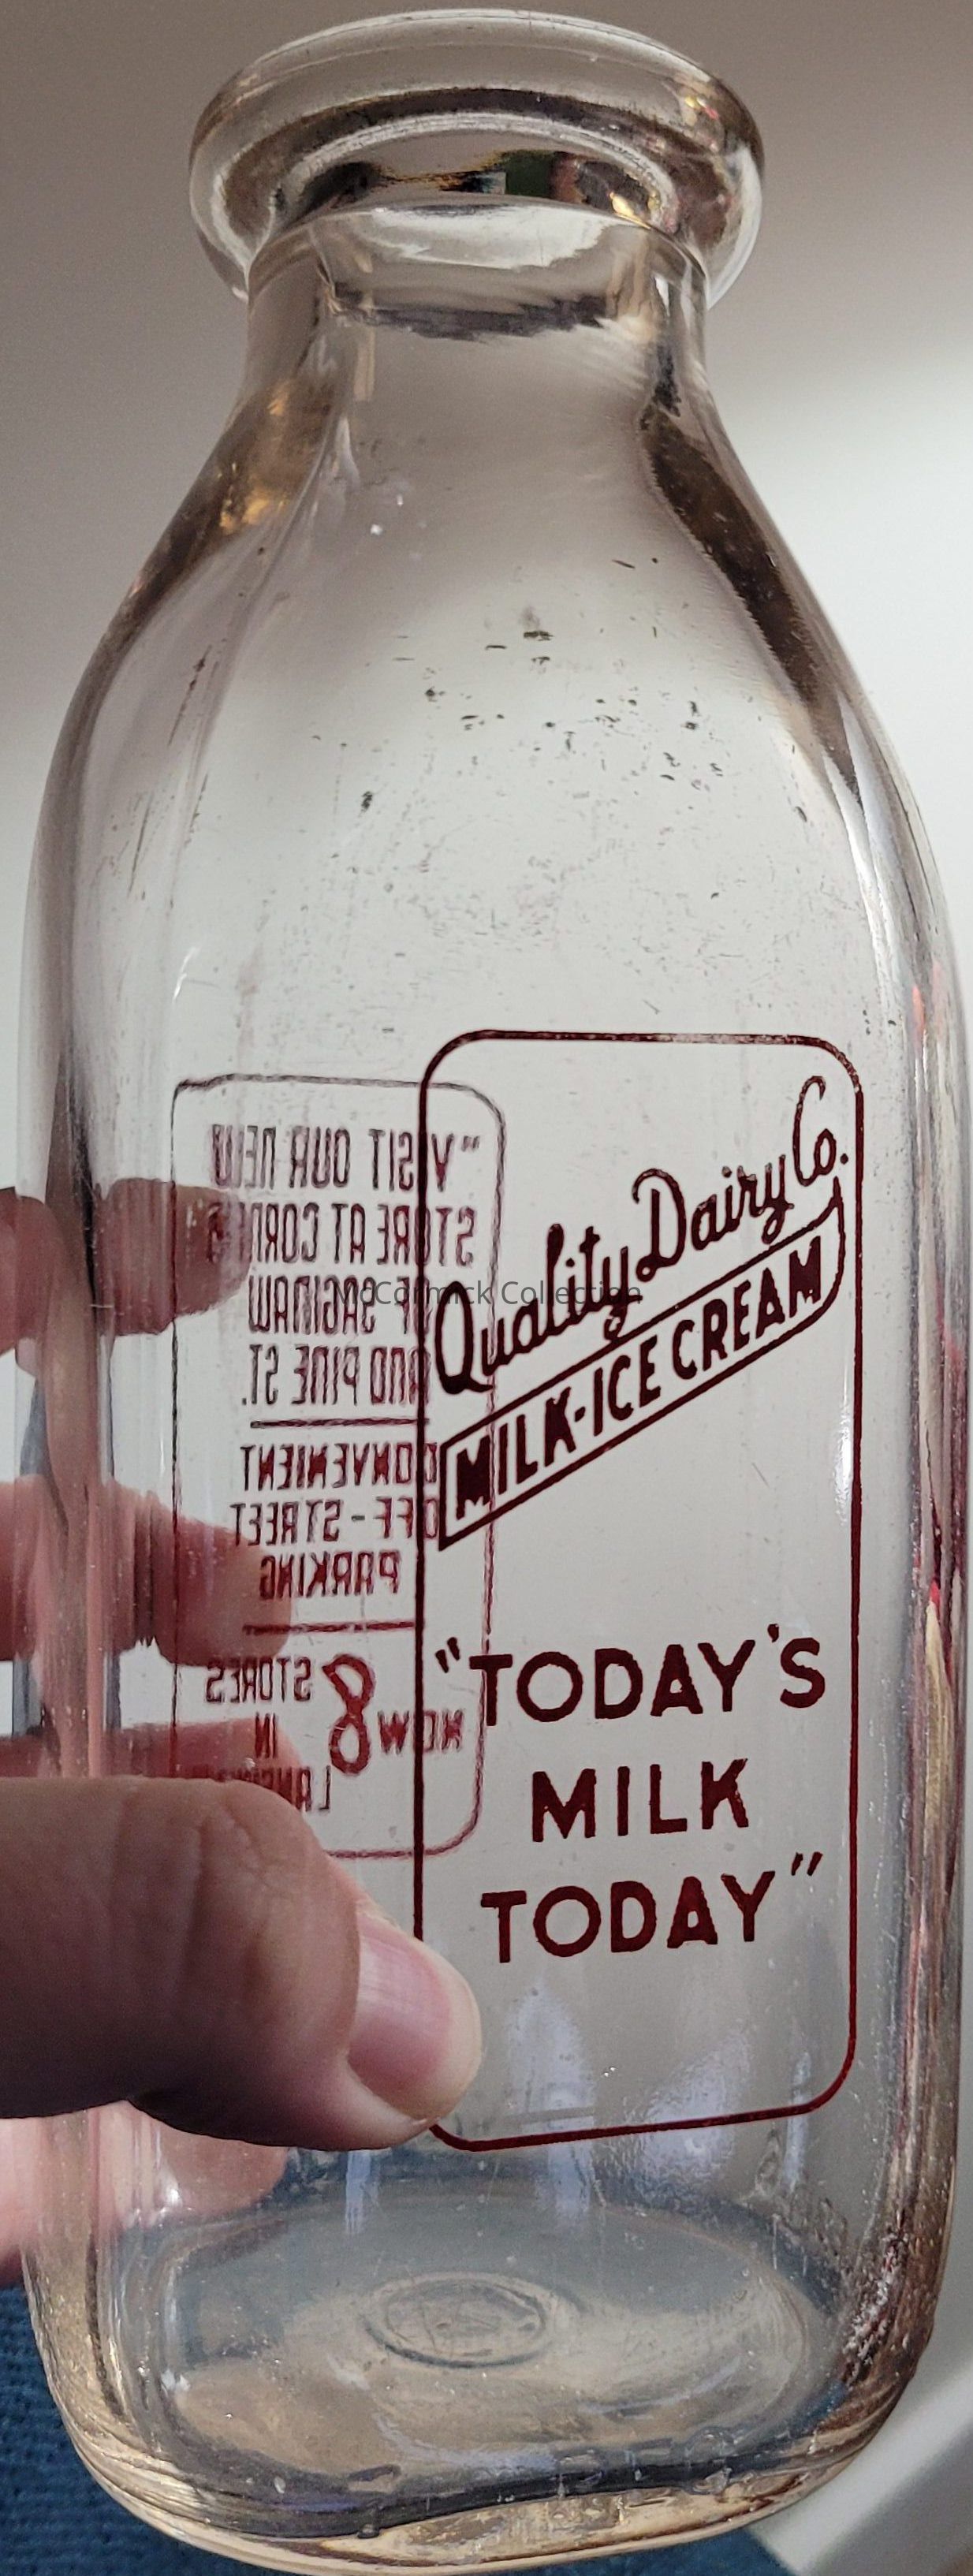 Quality Dairy Co.
MILK-ICE CREAM
"TODAY'S
MILK
TODAY"
"VISIT OUR NEW
STORE AT CORNER
OF SAGINAW
AND PINE ST.
CONVENIENT
OFF-STREET
PARKING
NOW 8 STORES
IN
McCormick Collection